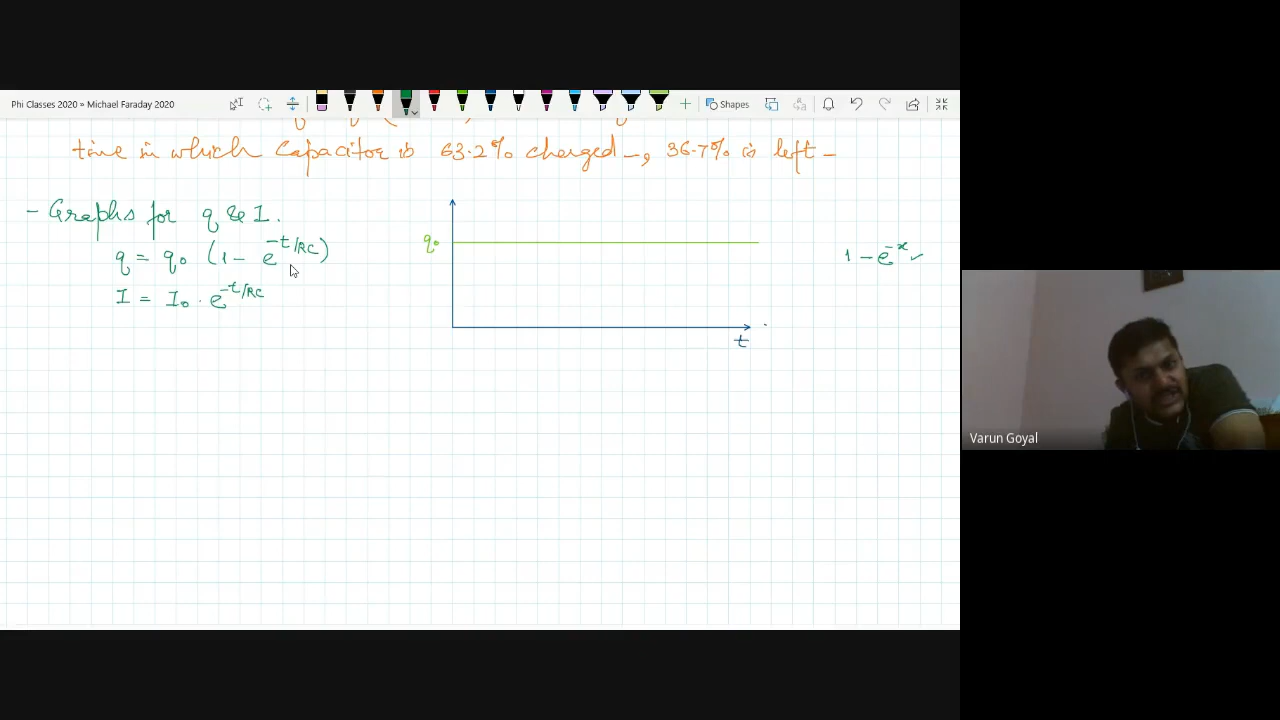 Phi Classes 2020 » Michael Faraday 2020
Shapes
time in which Capacitor is 63.2% charged -, 36.7% is left -
- Graphs for q & I.
q = q₀ (1 - e^-t/RC)
I = I₀ . e^-t/RC
q₀
t
1 - e^-x ✓
Varun Goyal